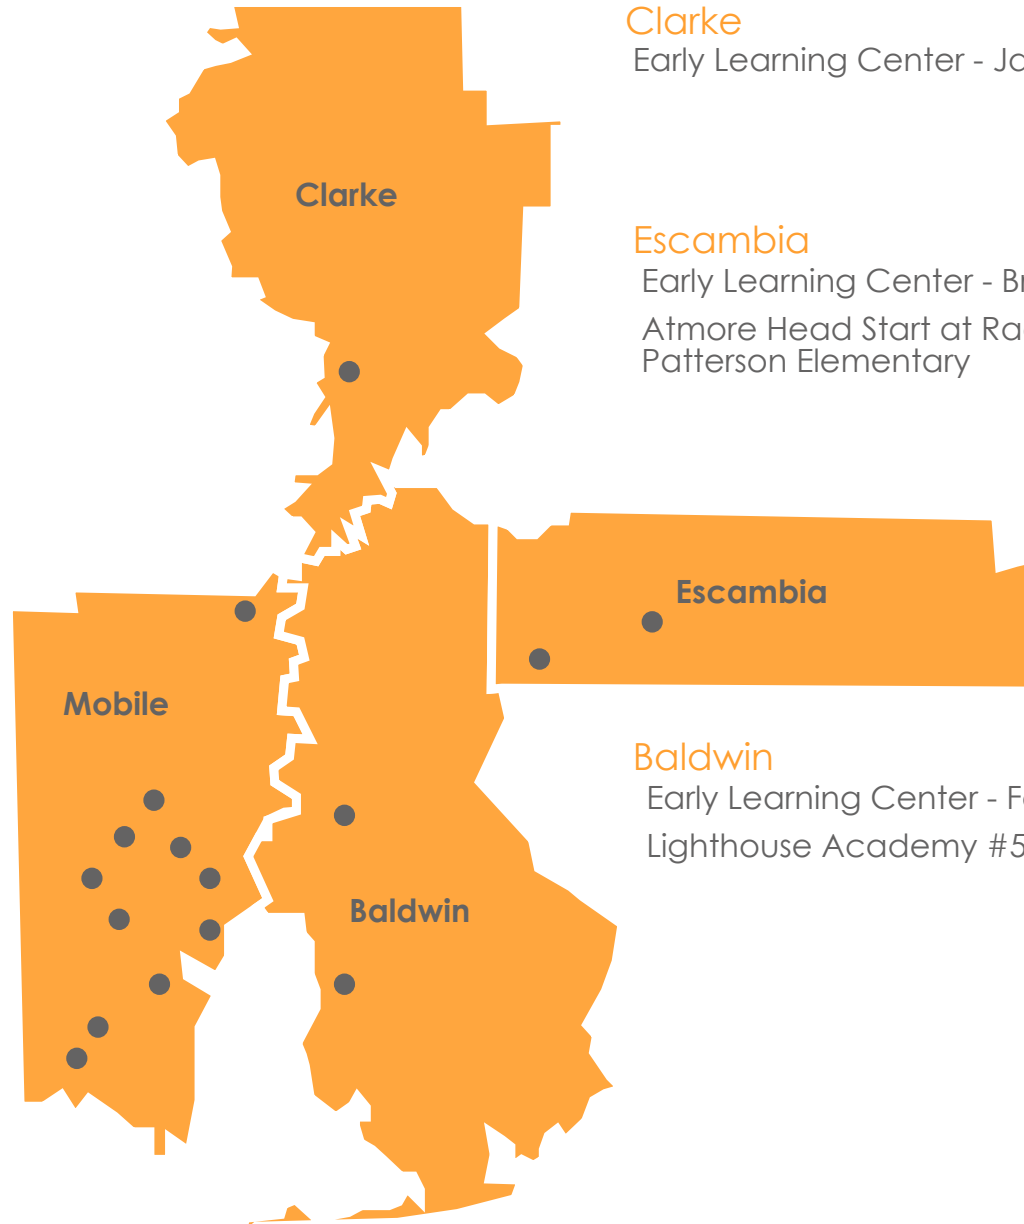 Clarke
Early Learning Center -
Clarke
Escambia
Early Learning Center -
Atmore Head Start at
Patterson Elementary
Escambia
Mobile
Baldwin
Early Learning Center -
Lighthouse Academy #5
Baldwin